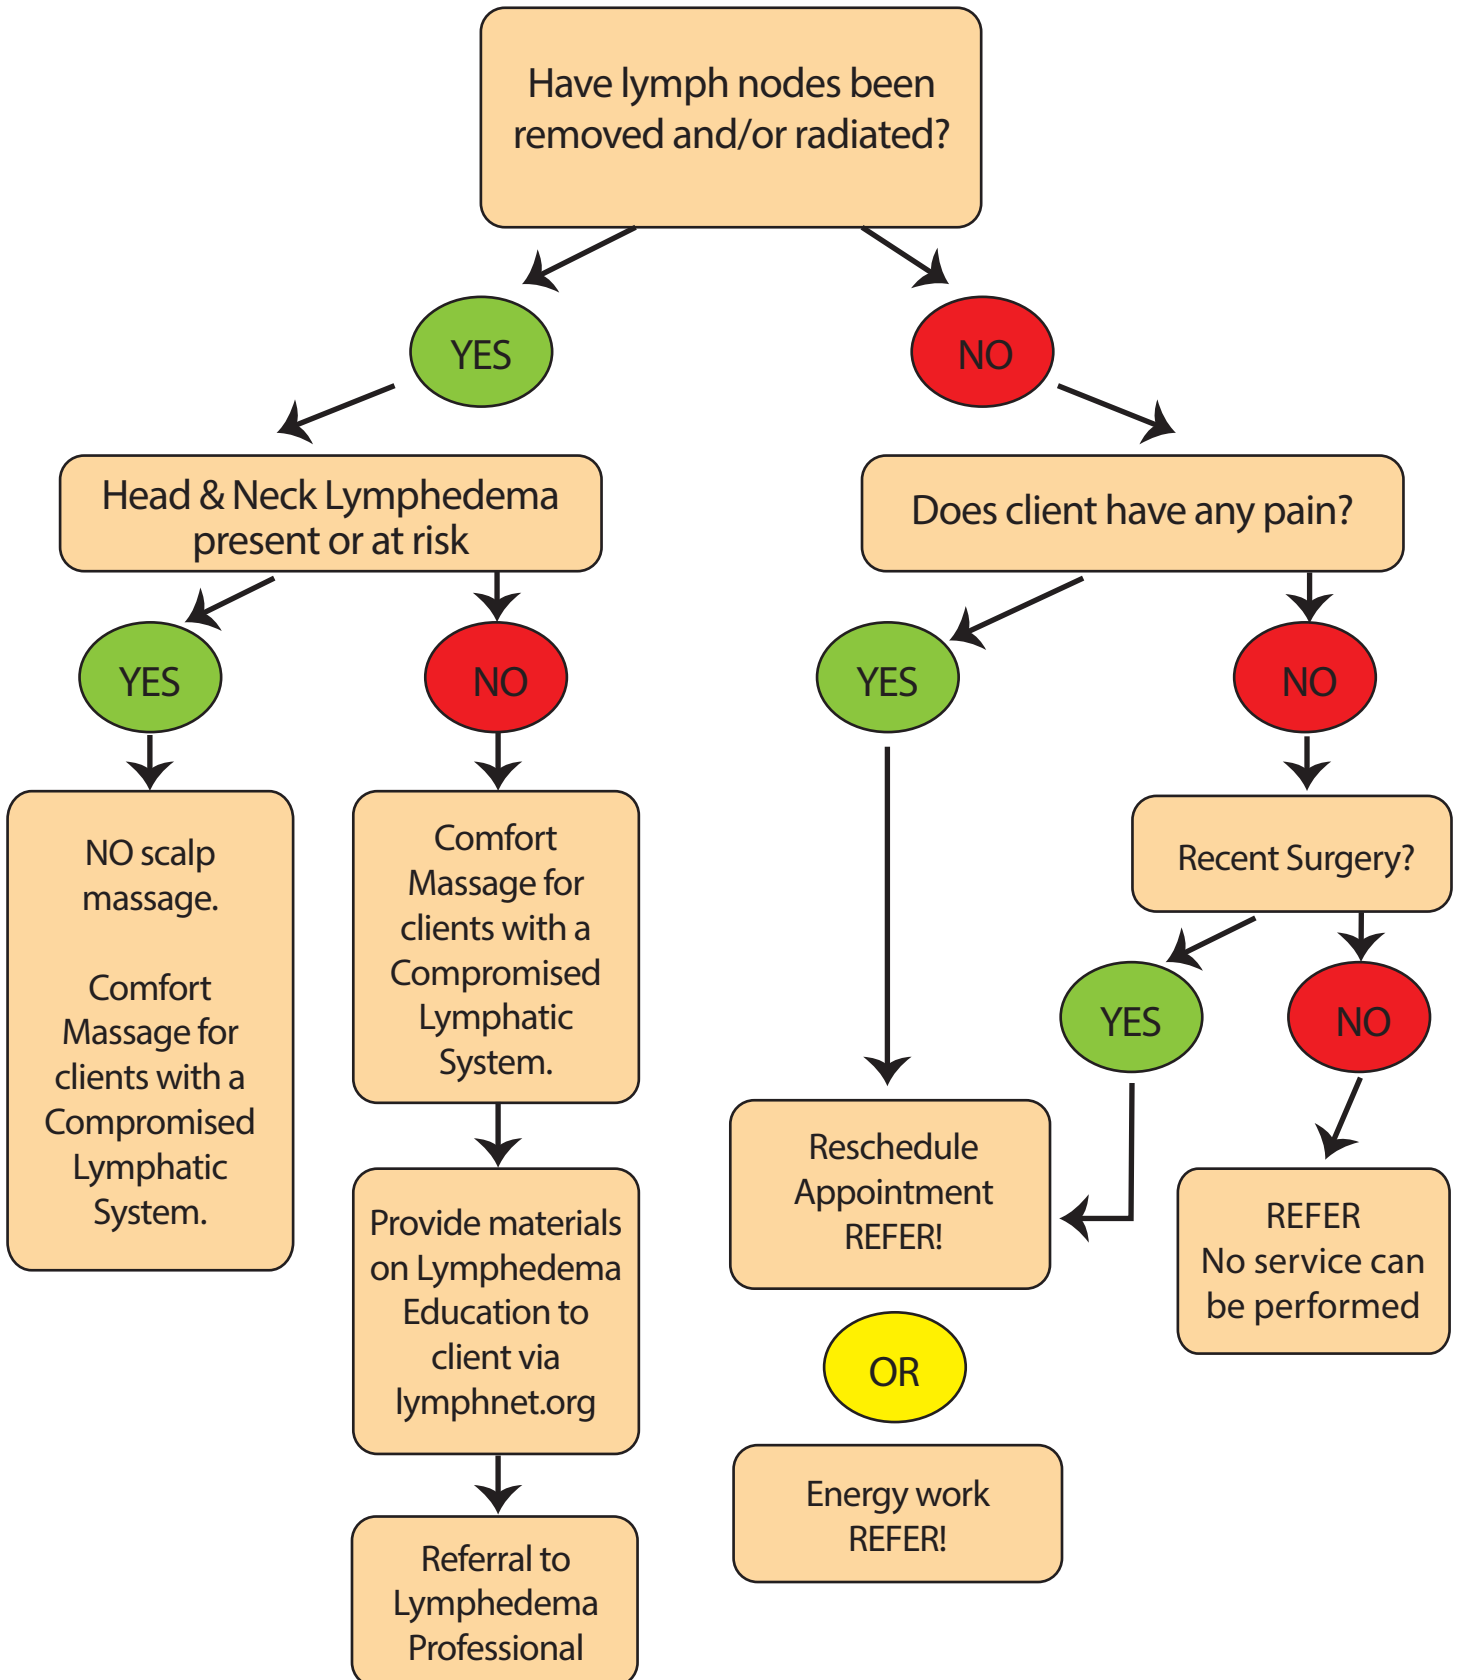 Have lymph nodes been
removed and/or radiated?
YES
NO
Head & Neck Lymphedema
present or at risk
Does client have any pain?
YES
NO
YES
NO
NO scalp
massage.
Comfort
Massage for
clients with a
Compromised
Lymphatic
System.
Comfort
Massage for
clients with a
Compromised
Lymphatic
System.
Recent Surgery?
YES
NO
Provide materials
on Lymphedema
Education to
client via
lymphnet.org
Reschedule
Appointment
REFER!
REFER
No service can
be performed
OR
Energy work
REFER!
Referral to
Lymphedema
Professional